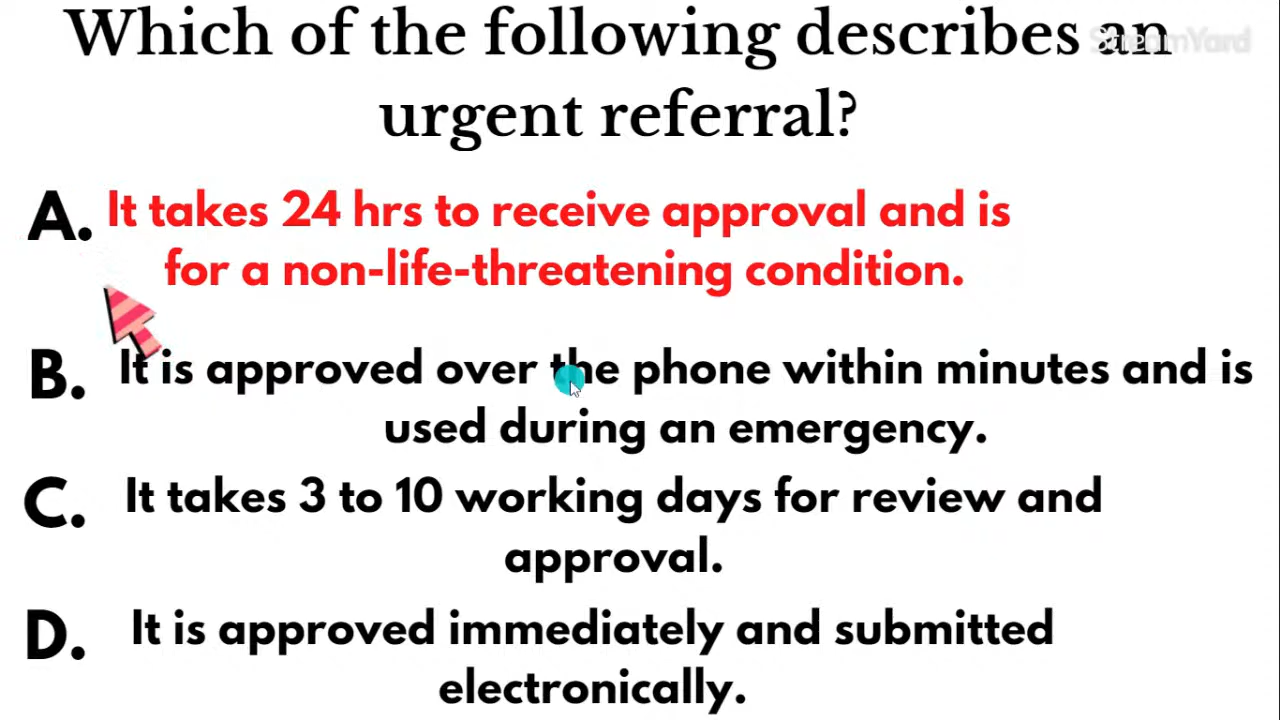 Which of the following describes an
StreamYard
urgent referral?
A. It takes 24 hrs to receive approval and is
for a non-life-threatening condition.
B. It is approved over the phone within minutes and is
used during an emergency.
C. It takes 3 to 10 working days for review and
approval.
D. It is approved immediately and submitted
electronically.